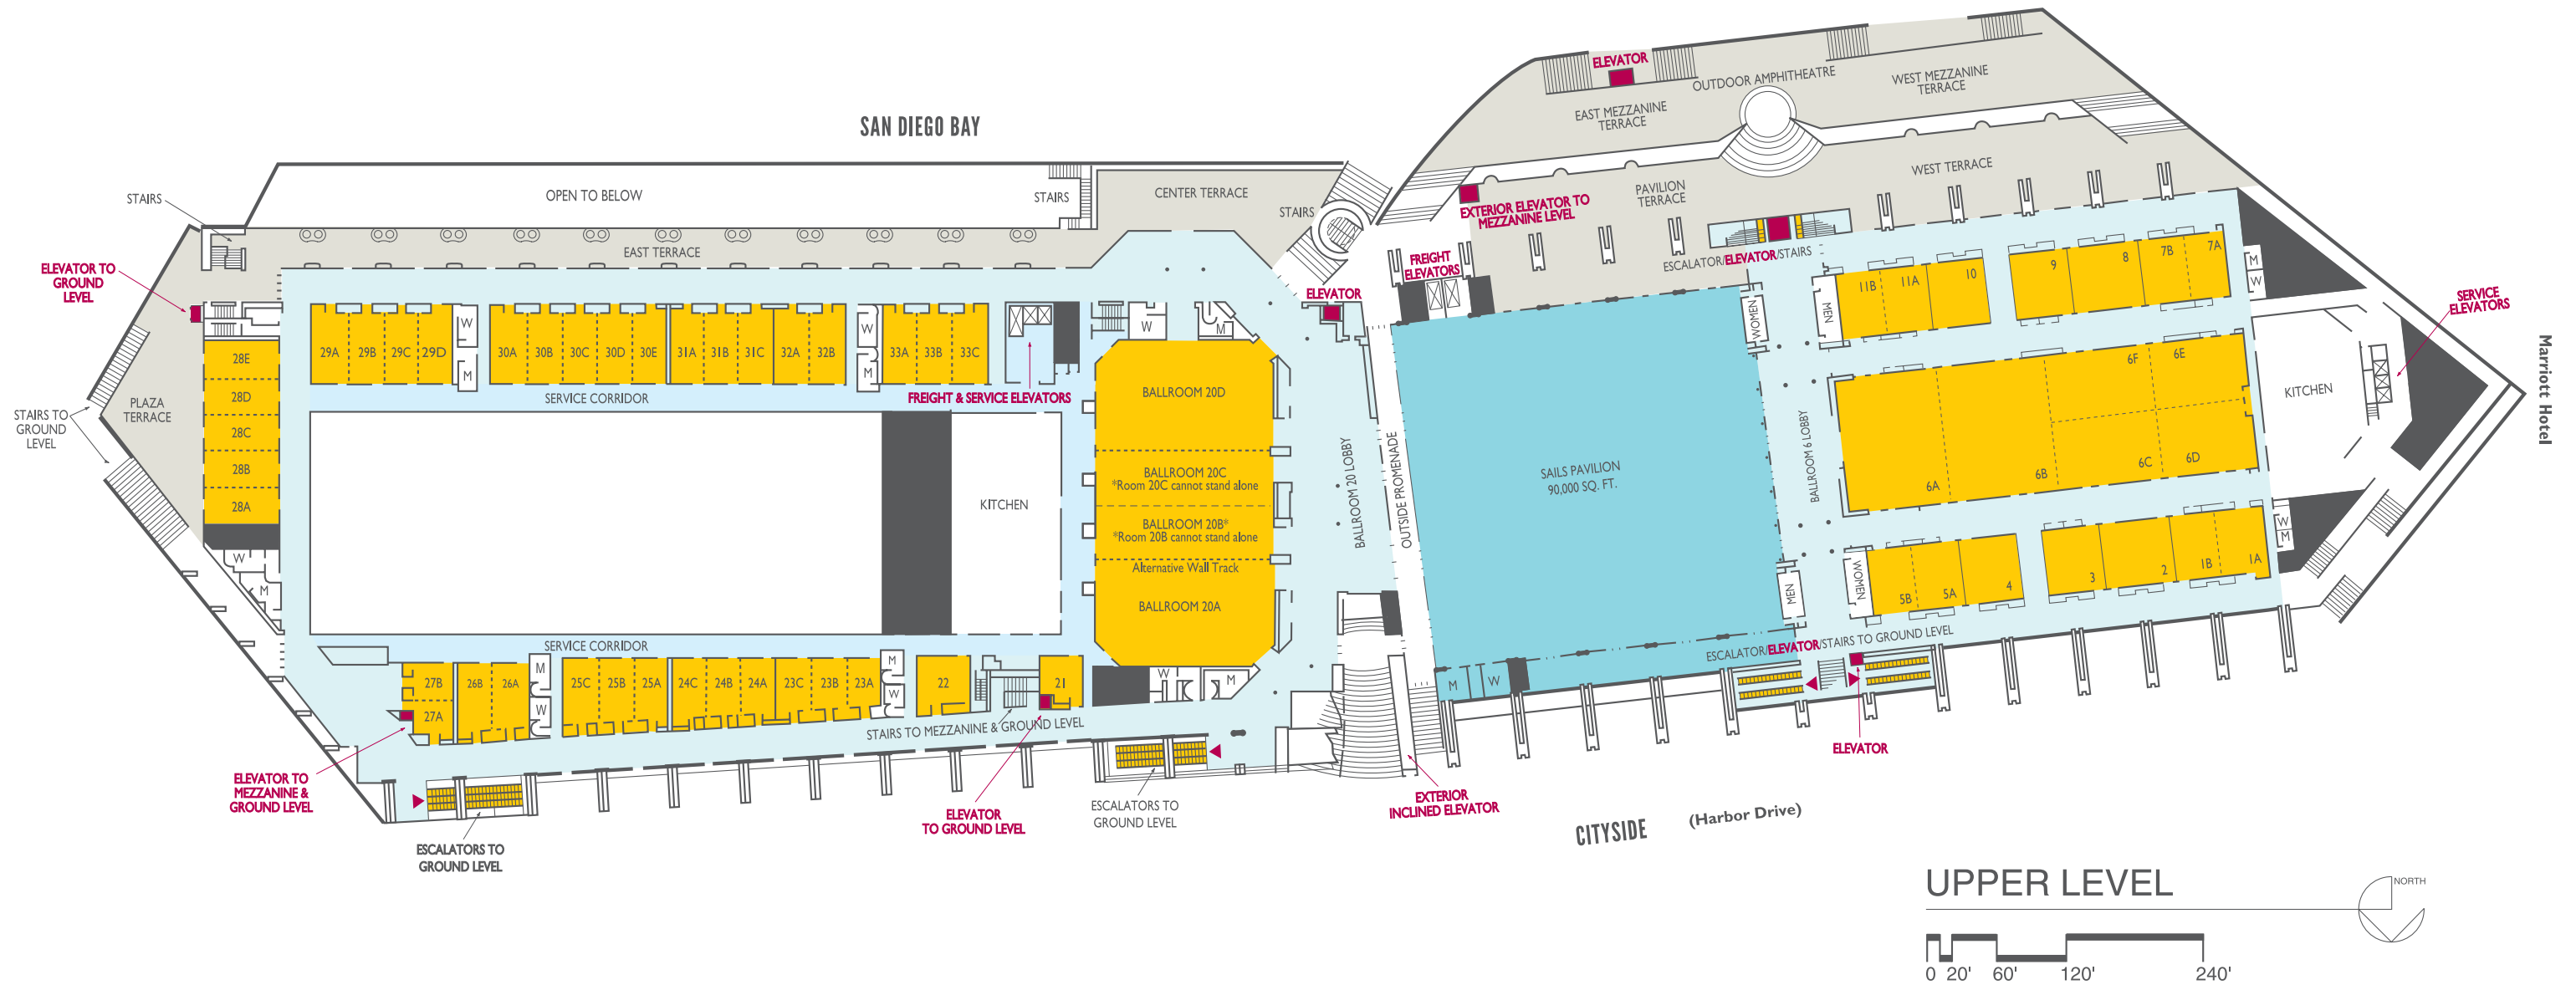 SAN DIEGO BAY
ELEVATOR
OUTDOOR AMPHITHEATRE
WEST MEZZANINE
TERRACE
EAST MEZZANINE
TERRACE
WEST TERRACE
PAVILION
TERRACE
EXTERIOR ELEVATOR TO
MEZZANINE LEVEL
ESCALATOR/ELEVATOR/STAIRS
FREIGHT
ELEVATORS
ELEVATOR
STAIRS
CENTER TERRACE
STAIRS
OPEN TO BELOW
STAIRS
EAST TERRACE
ELEVATOR TO
GROUND
LEVEL
PLAZA
TERRACE
STAIRS TO
GROUND
LEVEL
28E
28D
28C
28B
28A
W
M
29A
29B
29C
29D
W
M
30A
30B
30C
30D
30E
31A
31B
31C
32A
32B
W
M
33A
33B
33C
W
M
SERVICE CORRIDOR
FREIGHT & SERVICE ELEVATORS
KITCHEN
BALLROOM 20D
BALLROOM 20C
*Room 20C cannot stand alone
BALLROOM 20B*
*Room 20B cannot stand alone
Alternative Wall Track
BALLROOM 20A
BALLROOM 20 LOBBY
OUTSIDE PROMENADE
SERVICE CORRIDOR
27B
27A
26B
26A
M
W
25C
25B
25A
24C
24B
24A
23C
23B
23A
M
W
22
21
W
M
STAIRS TO MEZZANINE & GROUND LEVEL
ELEVATOR TO
MEZZANINE &
GROUND LEVEL
ESCALATORS TO
GROUND LEVEL
ELEVATOR
TO GROUND LEVEL
ESCALATORS TO
GROUND LEVEL
EXTERIOR
INCLINED ELEVATOR
SAILS PAVILION
90,000 SQ. FT.
M
W
WOMEN
MEN
MEN
WOMEN
BALLROOM 6 LOBBY
11B
11A
10
9
8
7B
7A
M
W
6F
6E
6A
6B
6C
6D
5B
5A
4
3
2
1B
1A
W
M
KITCHEN
SERVICE
ELEVATORS
Marriott Hotel
ESCALATOR/ELEVATOR/STAIRS TO GROUND LEVEL
ELEVATOR
CITYSIDE
(Harbor Drive)
UPPER LEVEL
NORTH
0 20' 60' 120' 240'